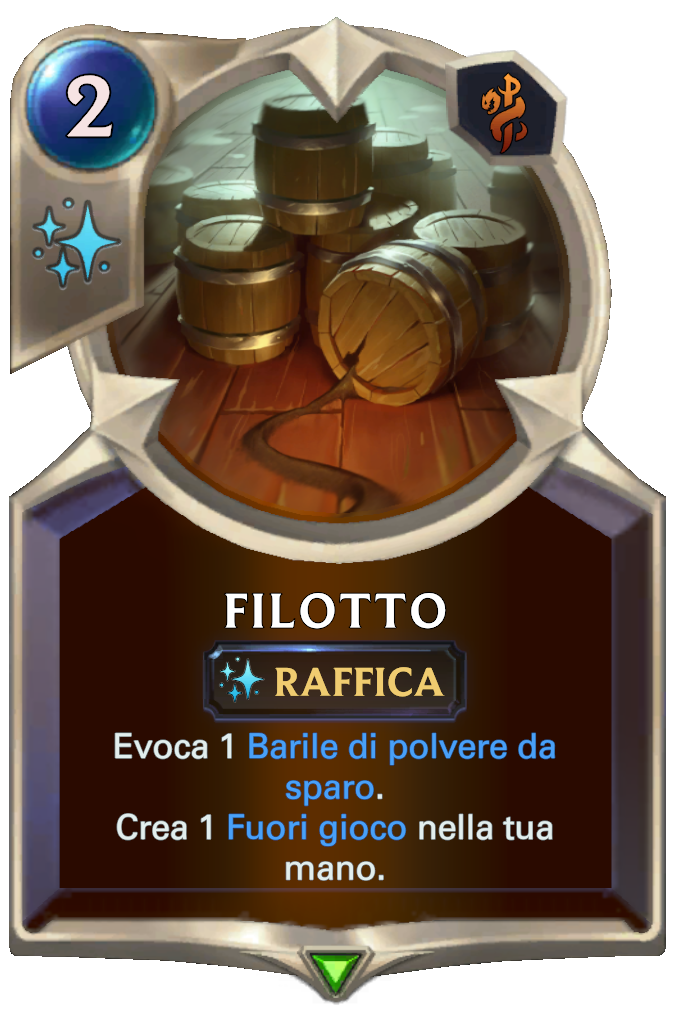 2
FILOTTO
RAFFICA
Evoca 1 Barile di polvere da
sparo.
Crea 1 Fuori gioco nella tua
mano.